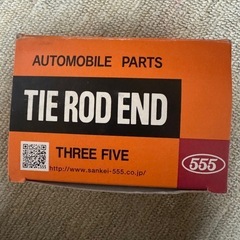 AUTOMOBILE PARTS
TIE ROD END
THREE FIVE
555
http://www.sankei-555.co.jp/